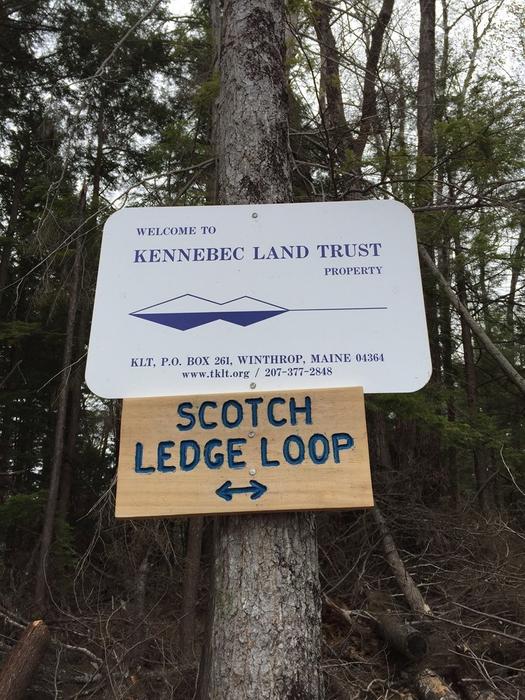 WELCOME TO
KENNEBEC LAND TRUST
PROPERTY
KLT, P.O. BOX 261, WINTHROP, MAINE 04364
www.tklt.org / 207-377-2848
SCOTCH
LEDGE LOOP